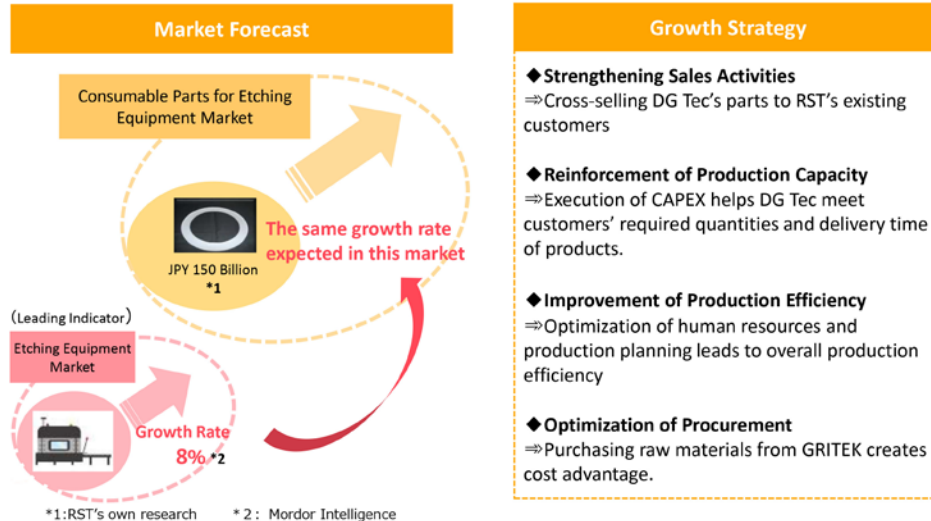 Market Forecast
Consumable Parts for Etching
Equipment Market
The same growth rate
expected in this market
JPY 150 Billion
*1
(Leading Indicator)
Etching Equipment
Market
Growth Rate
8% *2
*1:RST's own research *2: Mordor Intelligence
Growth Strategy
◆Strengthening Sales Activities
⇒Cross-selling DG Tec's parts to RST's existing
customers
◆Reinforcement of Production Capacity
⇒Execution of CAPEX helps DG Tec meet
customers' required quantities and delivery time
of products.
◆Improvement of Production Efficiency
⇒Optimization of human resources and
production planning leads to overall production
efficiency
◆Optimization of Procurement
⇒Purchasing raw materials from GRITEK creates
cost advantage.